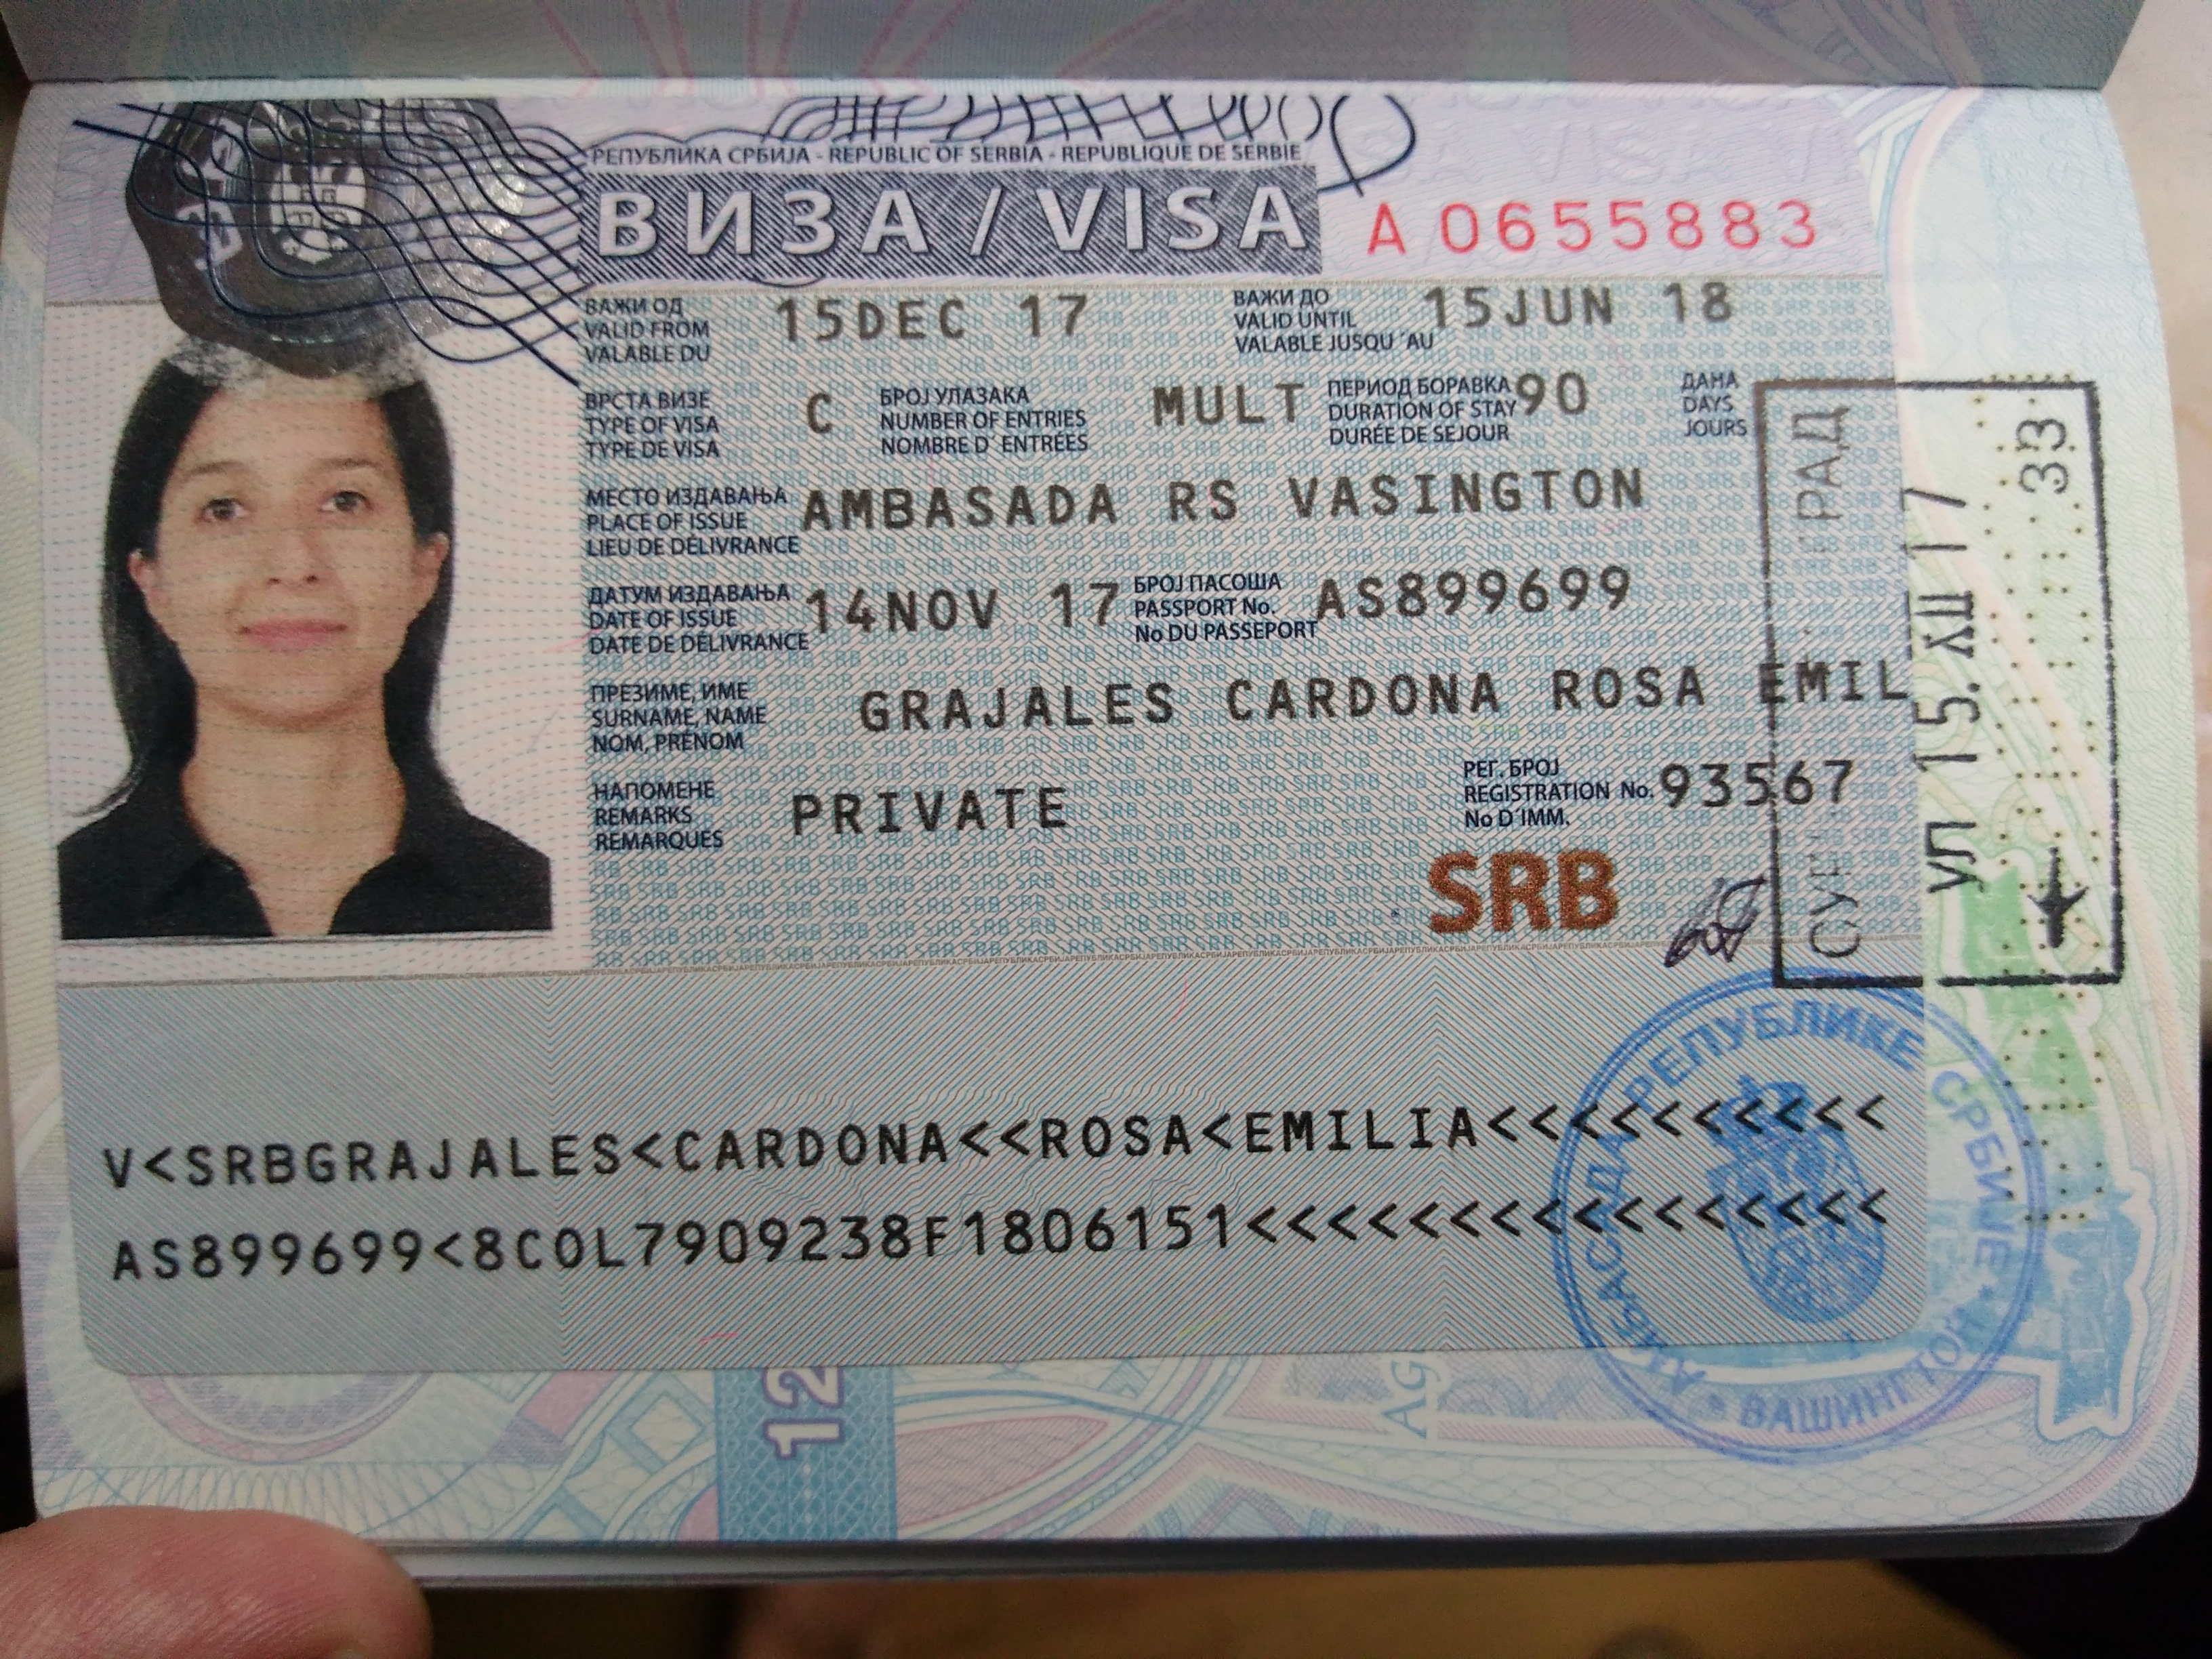 РЕПУБЛИКА СРБИЈА - REPUBLIC OF SERBIA - REPUBLIQUE DE SERBIE
ВИЗА / VISA
A 0655883
ВАЖИ ОД
VALID FROM
VALABLE DU
15DEC 17
ВАЖИ ДО
VALID UNTIL
VALABLE JUSQU ´AU
15JUN 18
ВРСТА ВИЗЕ
TYPE OF VISA
TYPE DE VISA
C
БРОЈ УЛАЗАКА
NUMBER OF ENTRIES
NOMBRE D´ ENTRÉES
MULT
ПЕРИОД БОРАВКА
DURATION OF STAY
DURÉE DE SEJOUR
90
ДАНА
DAYS
JOURS
МЕСТО ИЗДАВАЊА
PLACE OF ISSUE
LIEU DE DÉLIVRANCE
AMBASADA RS VASINGTON
ДАТУМ ИЗДАВАЊА
DATE OF ISSUE
DATE DE DÉLIVRANCE
14NOV 17
БРОЈ ПАСОША
PASSPORT No.
No DU PASSEPORT
AS899699
ПРЕЗИМЕ, ИМЕ
SURNAME, NAME
NOM, PRÉNOM
GRAJALES CARDONA ROSA EMIL
НАПОМЕНЕ
REMARKS
REMARQUES
PRIVATE
РЕГ. БРОЈ
REGISTRATION No.
No D´IMM.
93567
SRB
V<SRBGRAJALES<CARDONA<<ROSA<EMILIA<<<<<<<<<<
AS899699<8COL7909238F1806151<<<<<<<<<<<<<<<<
УЛ 15. XII 17
33
АМБАСАДА РЕПУБЛИКЕ СРБИЈЕ
ВАШИНГТОН
12
AG